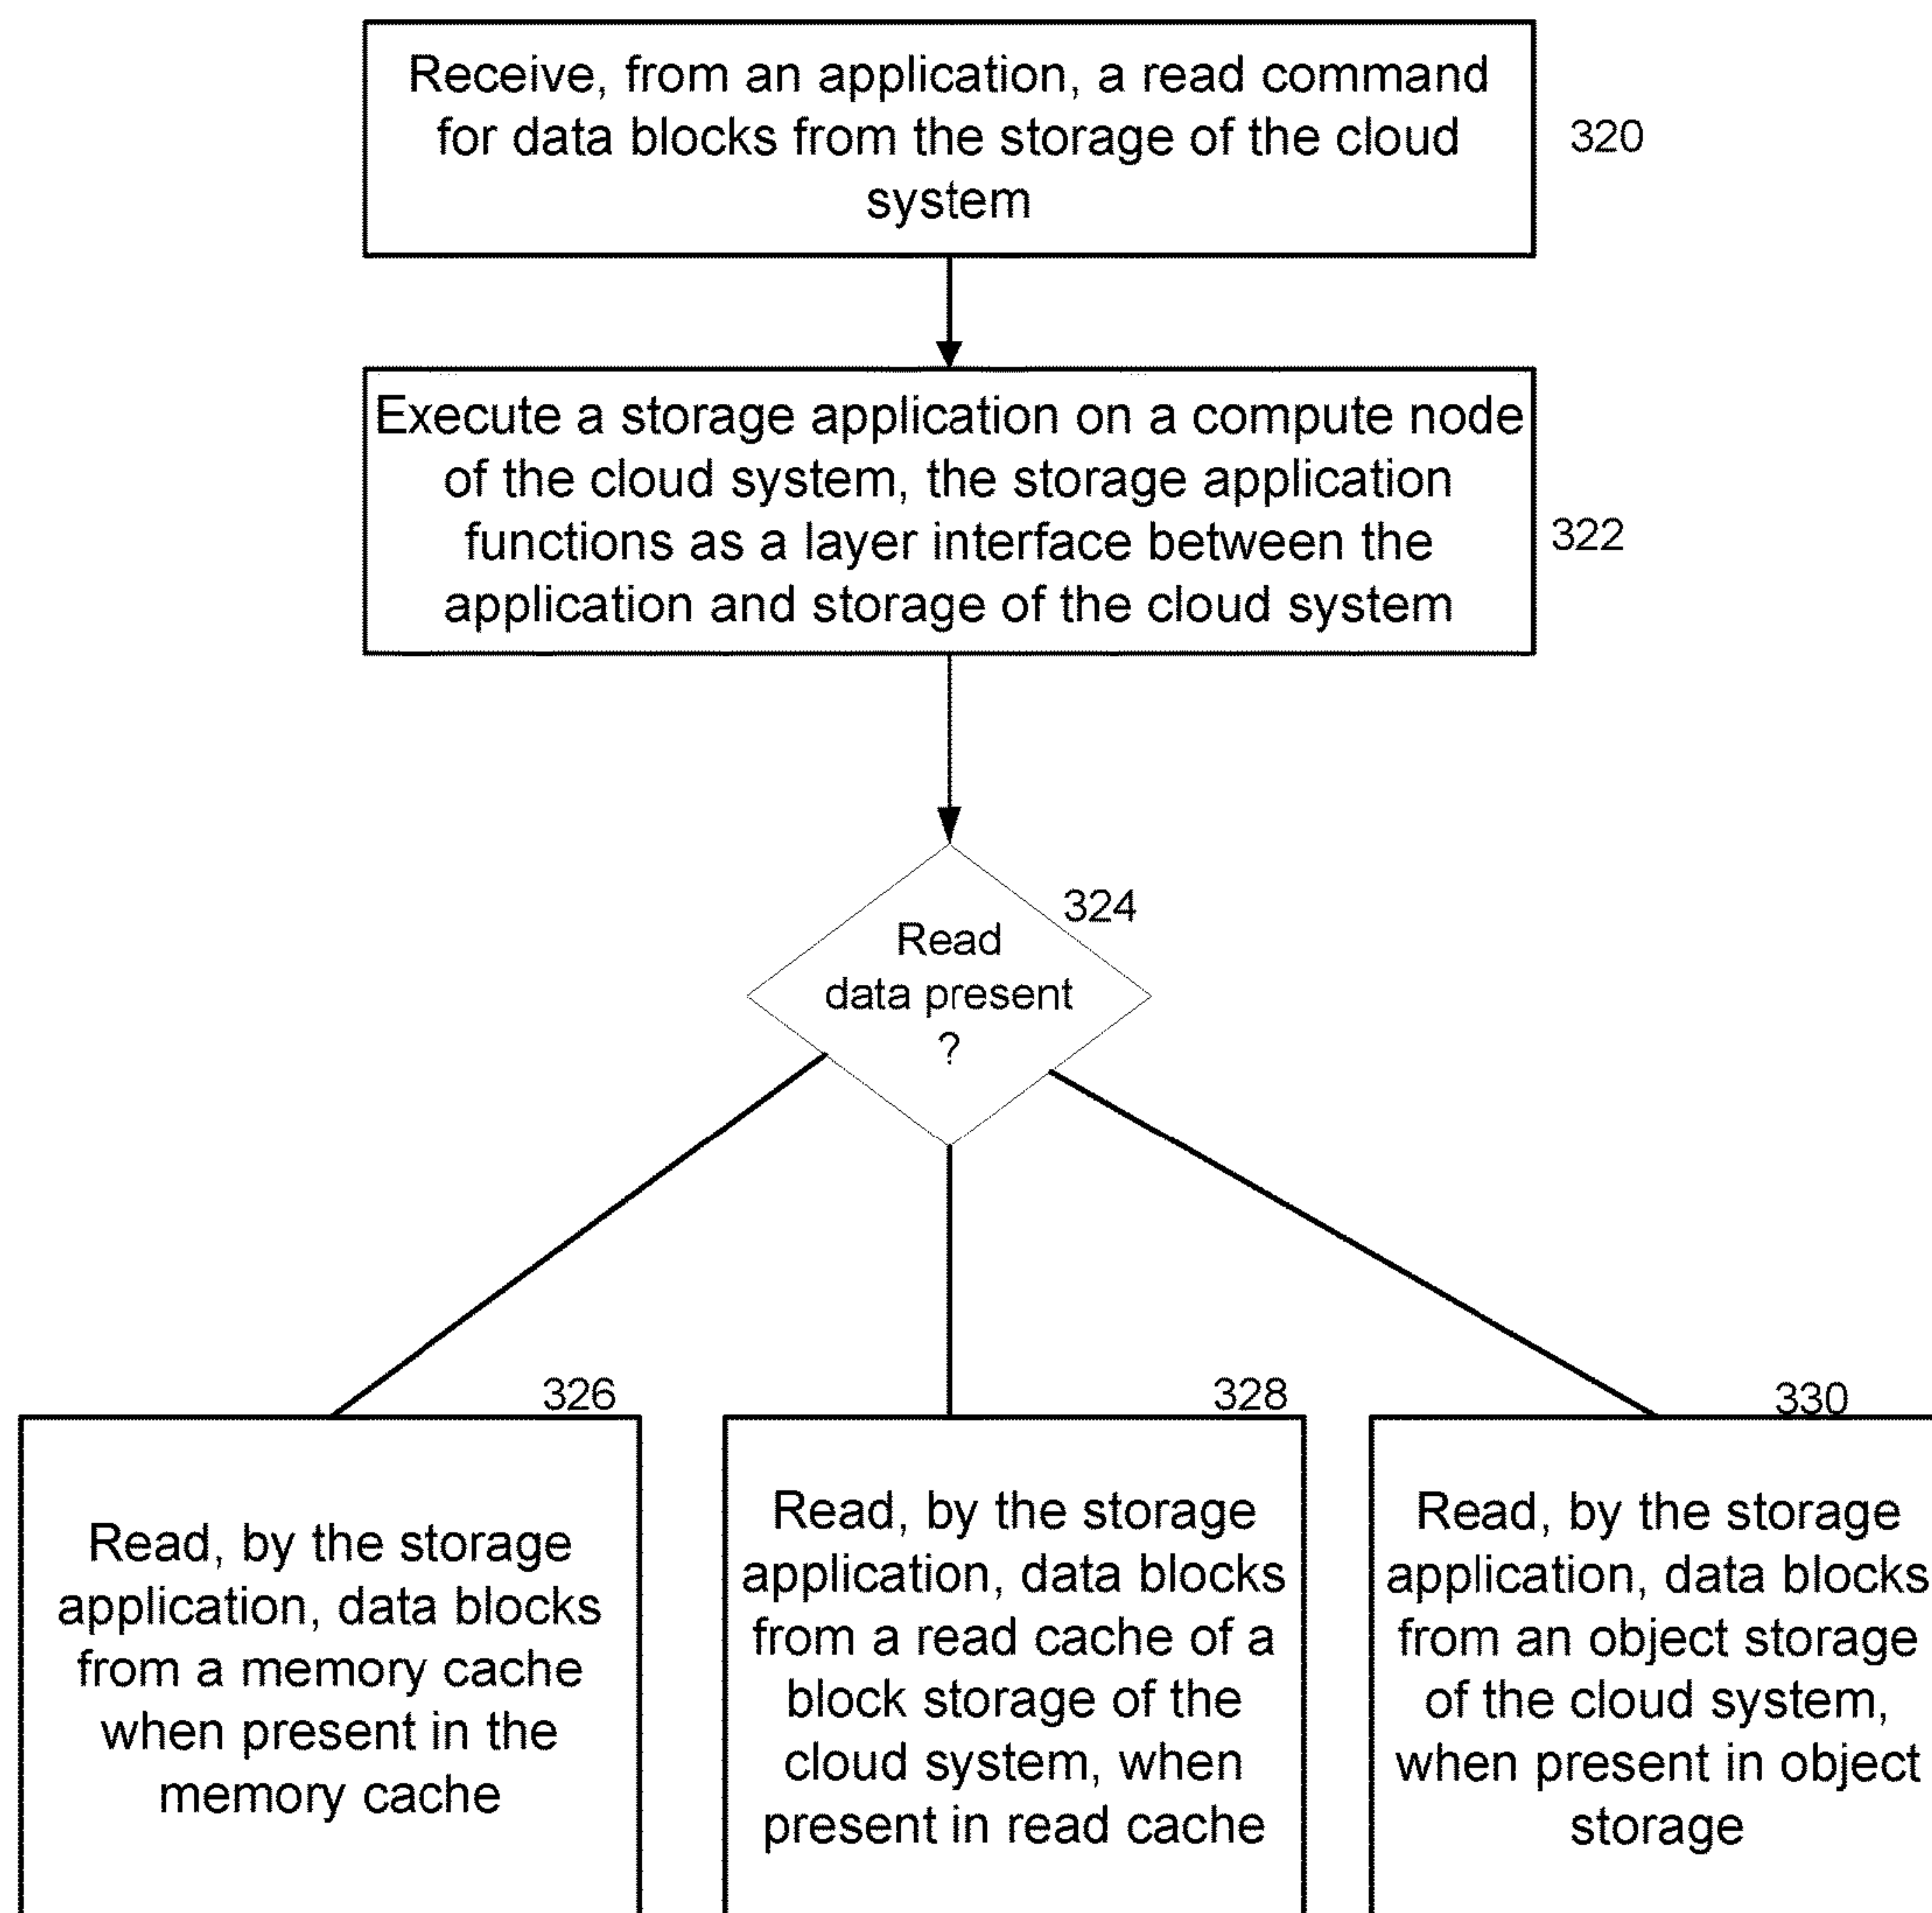 Receive, from an application, a read command
for data blocks from the storage of the cloud
system
320
Execute a storage application on a compute node
of the cloud system, the storage application
functions as a layer interface between the
application and storage of the cloud system
322
324
Read
data present
?
326
Read, by the storage
application, data blocks
from a memory cache
when present in the
memory cache
328
Read, by the storage
application, data blocks
from a read cache of a
block storage of the
cloud system, when
present in read cache
330
Read, by the storage
application, data blocks
from an object storage
of the cloud system,
when present in object
storage